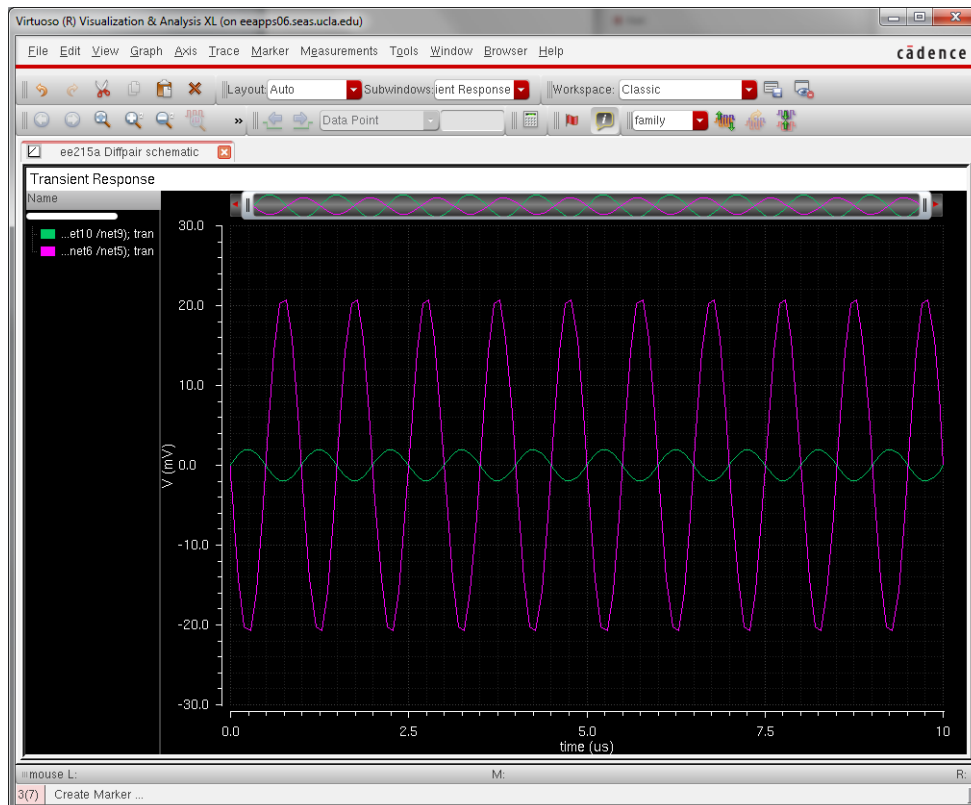 Virtuoso (R) Visualization & Analysis XL (on eeapps06.seas.ucla.edu)
File Edit View Graph Axis Trace Marker Measurements Tools Window Browser Help
cādence
Layout: Auto Subwindows: ient Response Workspace: Classic
» Data Point family
ee215a Diffpair schematic
Transient Response
Name
...et10 /net9); tran
...net6 /net5); tran
30.0
20.0
10.0
0.0
-10.0
-20.0
-30.0
V (mV)
0.0 2.5 5.0 7.5 10
time (us)
mouse L: M: R:
3(7) Create Marker ...